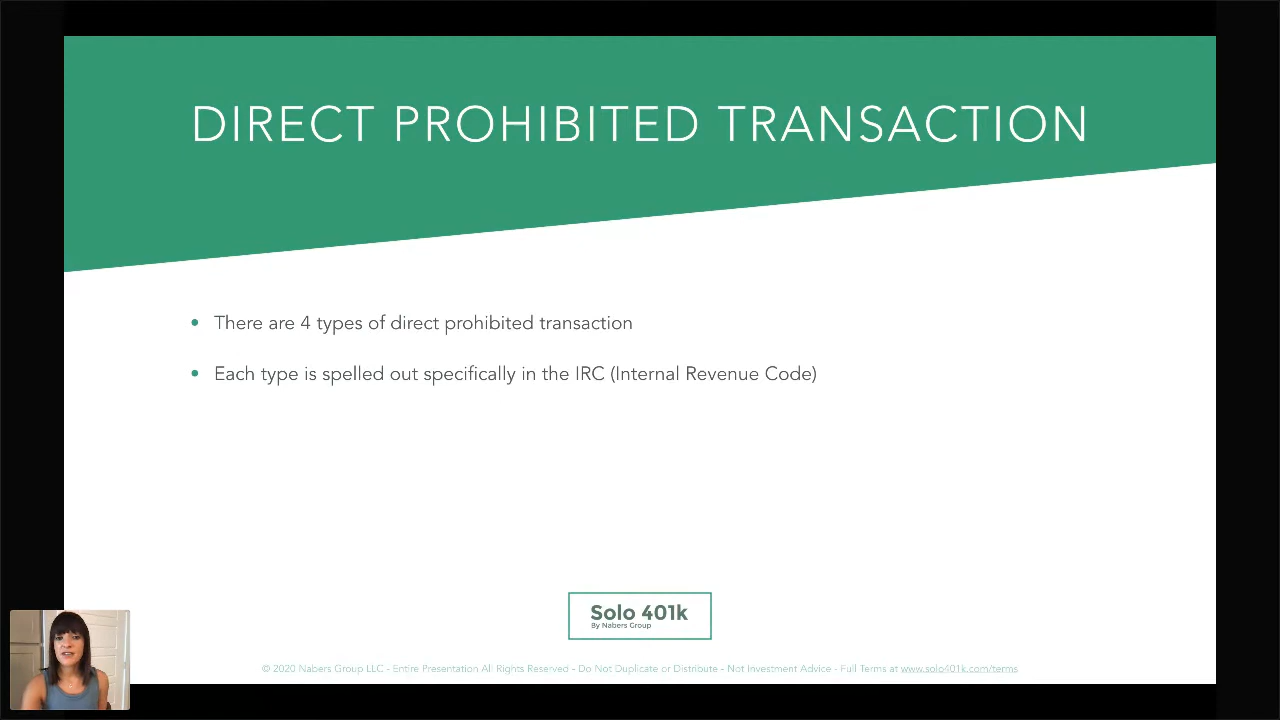 DIRECT PROHIBITED TRANSACTION
• There are 4 types of direct prohibited transaction
• Each type is spelled out specifically in the IRC (Internal Revenue Code)
Solo 401k
By Nabers Group
© 2020 Nabers Group LLC - Entire Presentation All Rights Reserved - Do Not Duplicate or Distribute - Not Investment Advice - Full Terms at www.solo401k.com/terms